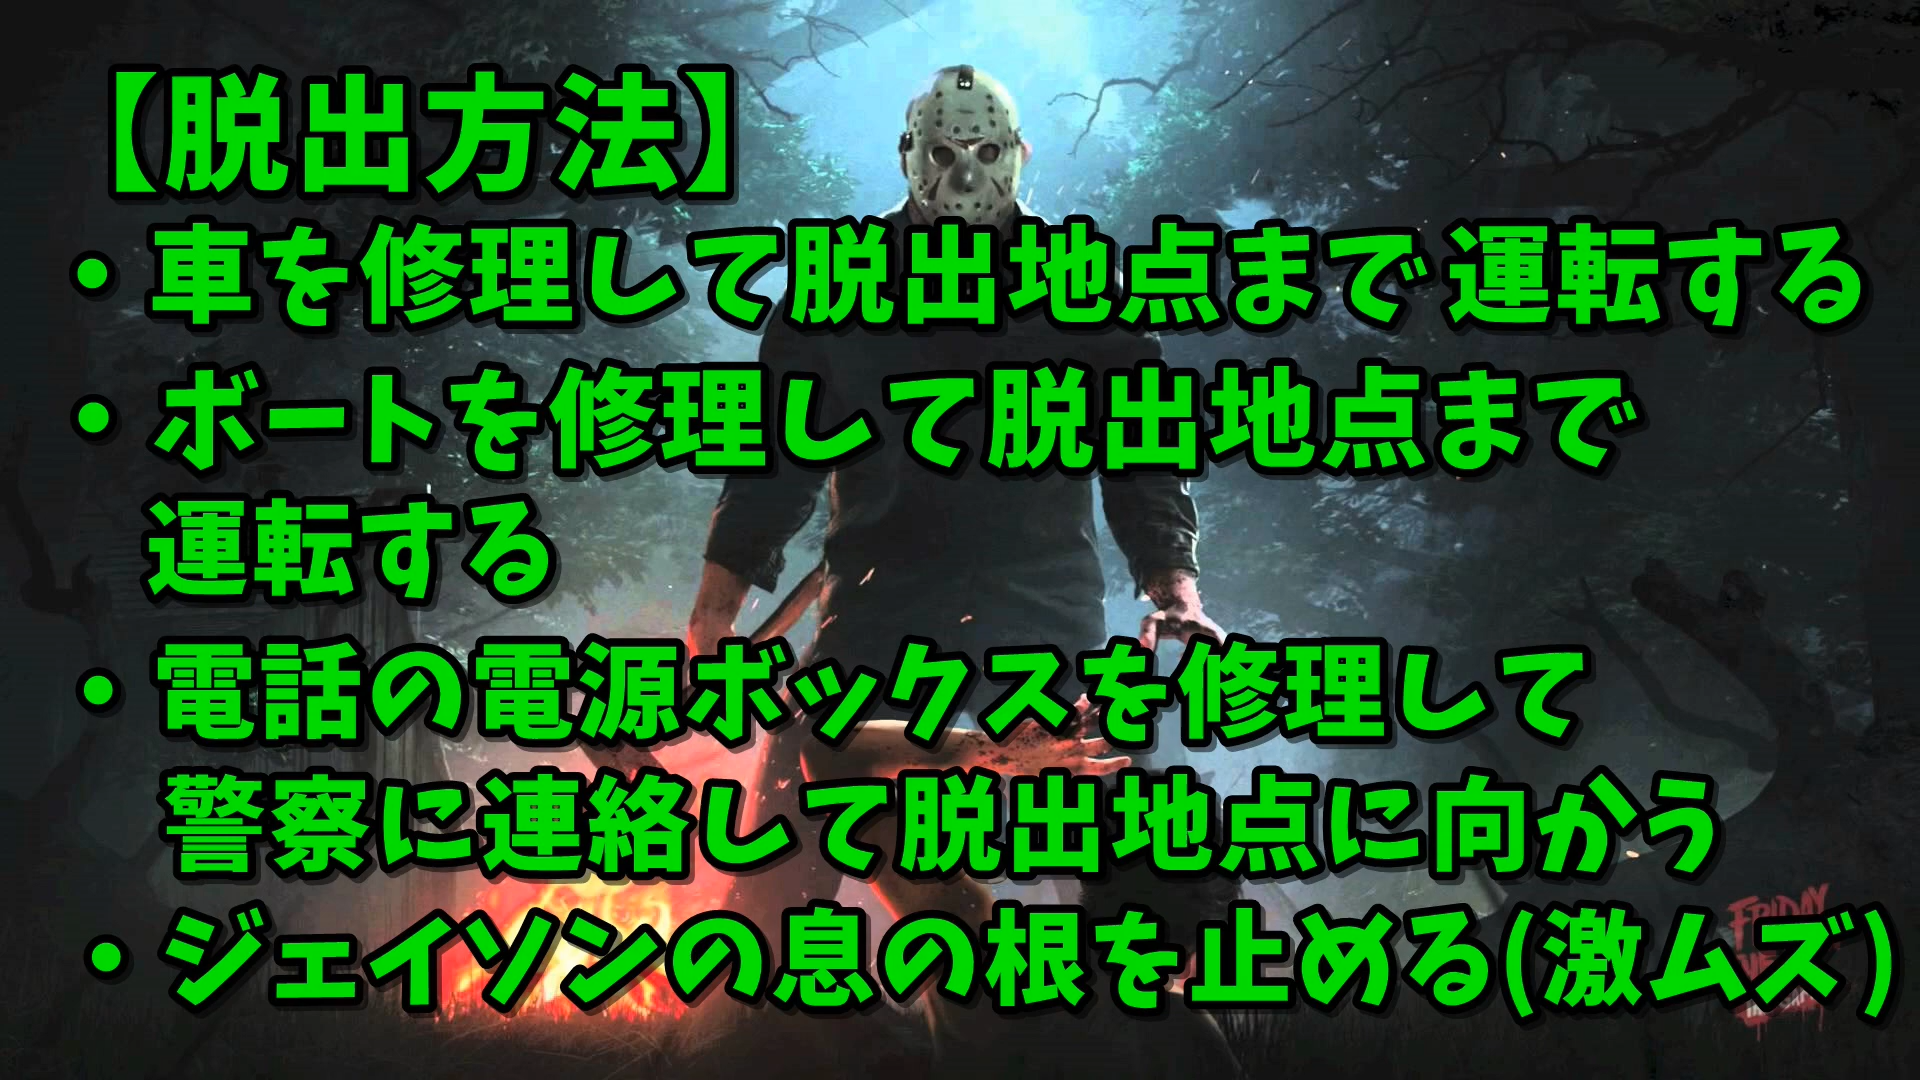 【脱出方法】
・車を修理して脱出地点まで運転する
・ボートを修理して脱出地点まで
運転する
・電話の電源ボックスを修理して
警察に連絡して脱出地点に向かう
・ジェイソンの息の根を止める(激ムズ)
FRIDAY